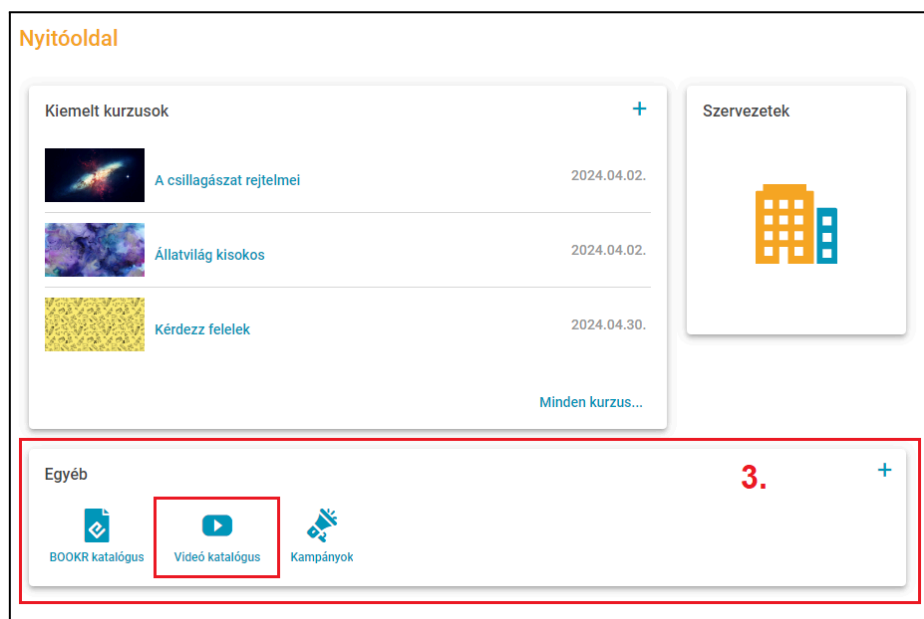 Nyitóoldal
Kiemelt kurzusok
+
A csillagászat rejtelmei
2024.04.02.
Állatvilág kisokos
2024.04.02.
Kérdezz felelek
2024.04.30.
Minden kurzus...
Szervezetek
Egyéb
3.
+
BOOKR katalógus
Videó katalógus
Kampányok